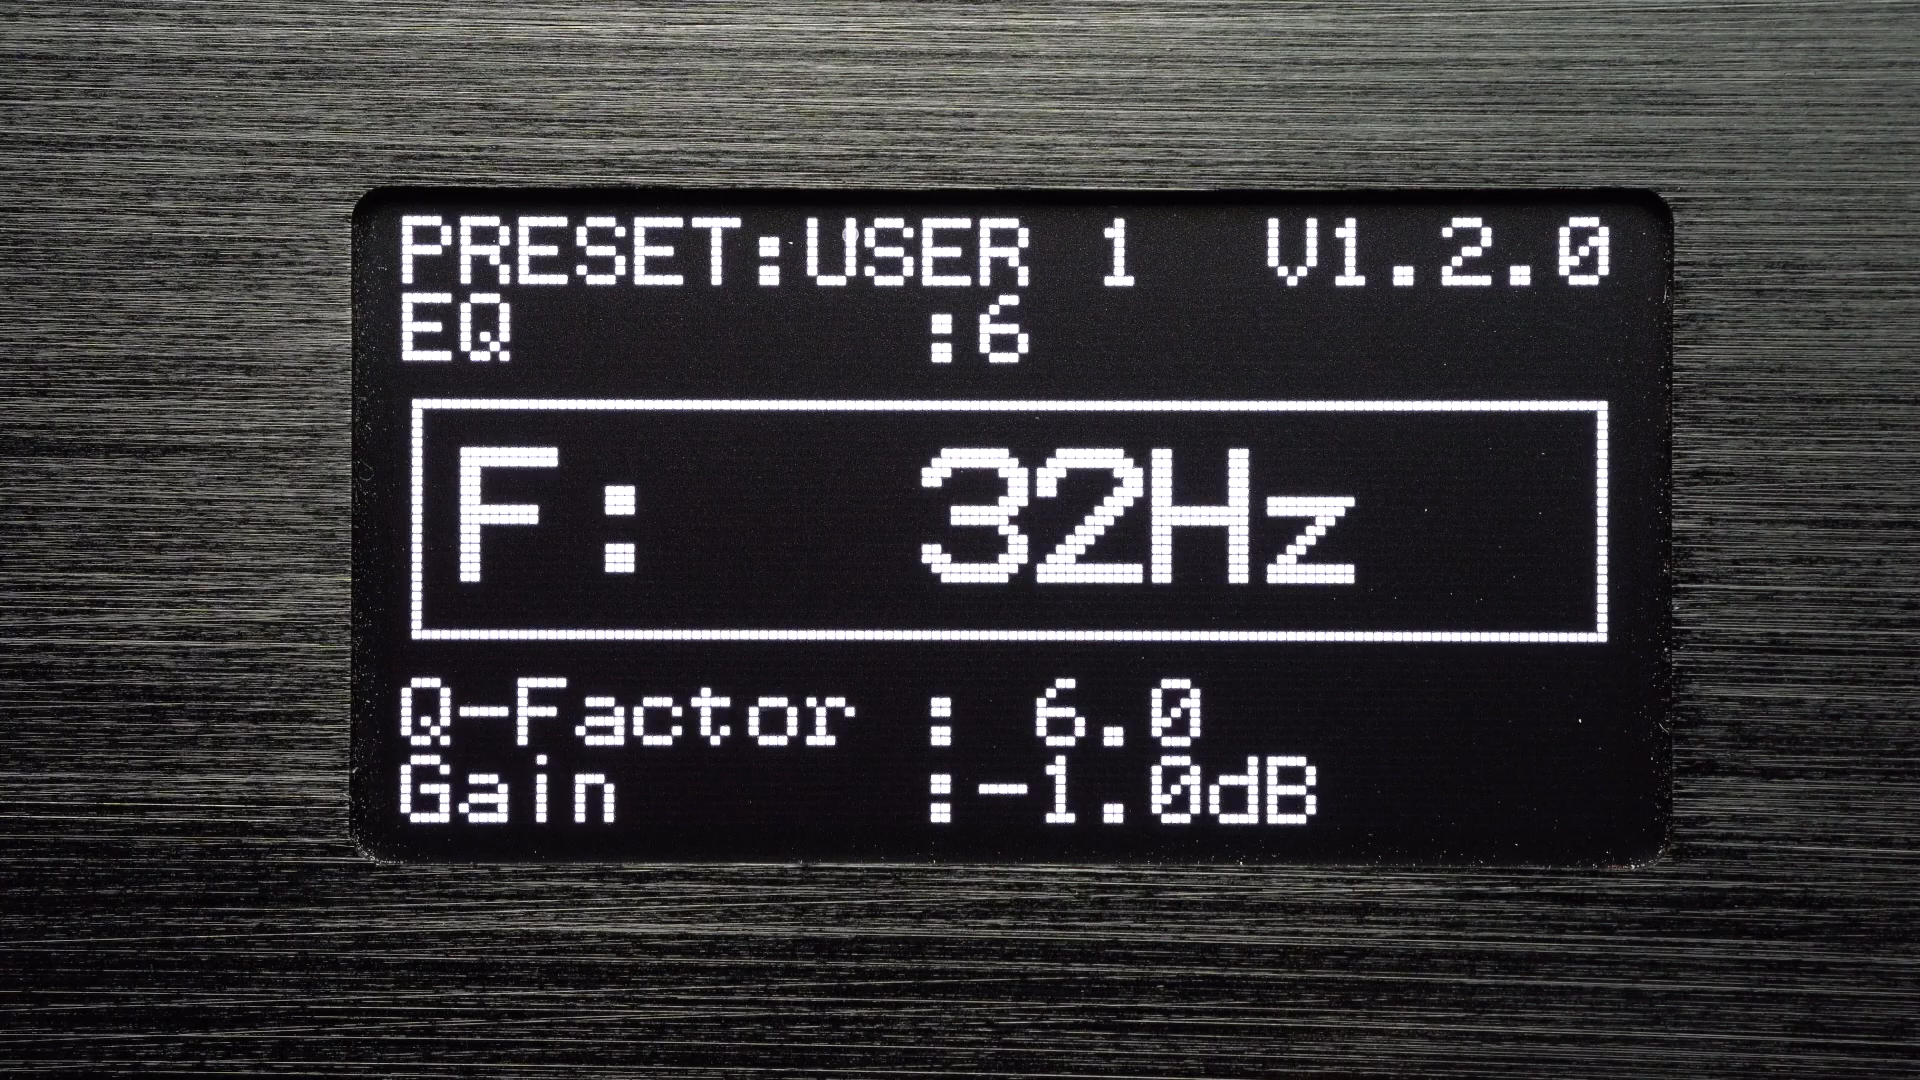 PRESET:USER 1 V1.2.0
EQ :6
F: 32Hz
Q-Factor : 6.0
Gain :-1.0dB